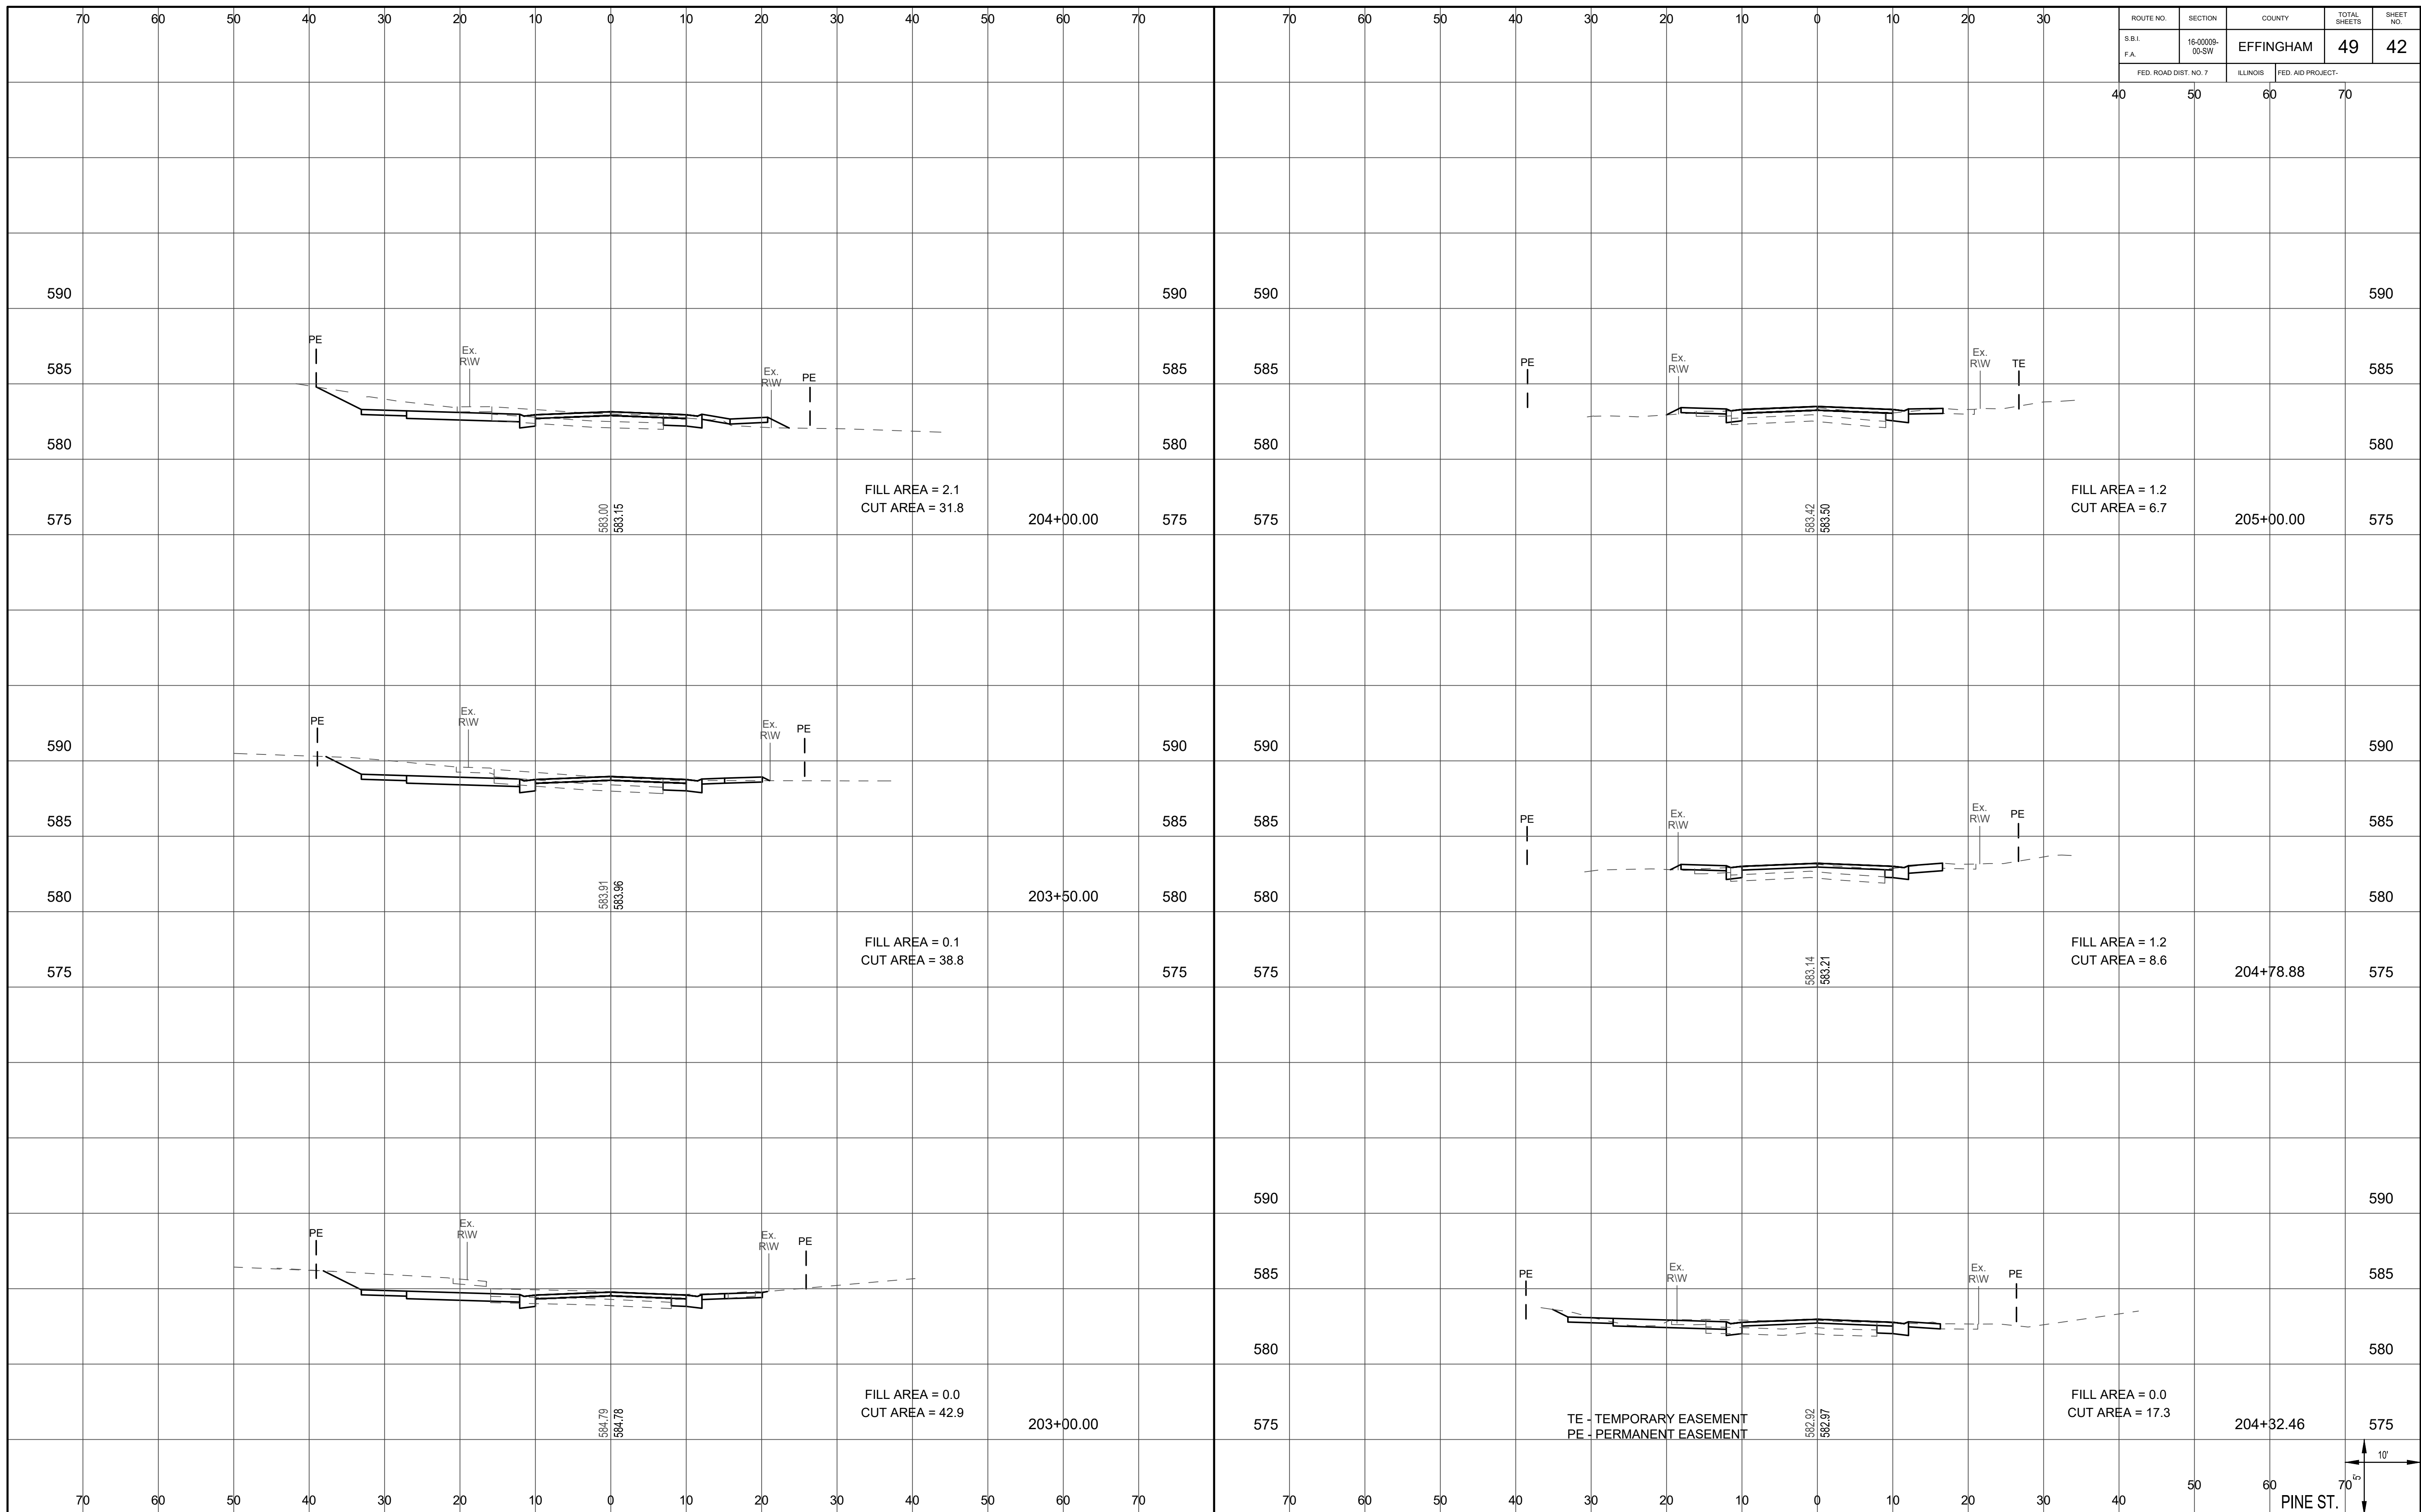 70 60 50 40 30 20 10 0 10 20 30 40 50 60 70
70 60 50 40 30 20 10 0 10 20 30
ROUTE NO. SECTION COUNTY TOTAL SHEETS SHEET NO.
S.B.I.
F.A.
16-00009-
00-SW
EFFINGHAM 49 42
FED. ROAD DIST. NO. 7 ILLINOIS FED. AID PROJECT-
40 50 60 70
590 590
PE
Ex.
R\W
Ex.
R\W
PE
585 585
580 580
FILL AREA = 2.1
CUT AREA = 31.8
583.00
583.15
575 204+00.00 575
PE
Ex.
R\W
Ex.
R\W
PE
590 590
585 585
583.91
583.96
580 203+50.00 580
FILL AREA = 0.1
CUT AREA = 38.8
575 575
PE
Ex.
R\W
Ex.
R\W
PE
FILL AREA = 0.0
CUT AREA = 42.9
584.79
584.78
203+00.00
70 60 50 40 30 20 10 0 10 20 30 40 50 60 70
590 590
PE
Ex.
R\W
Ex.
R\W
TE
585 585
580 580
FILL AREA = 1.2
CUT AREA = 6.7
583.42
583.50
575 205+00.00 575
590 590
PE
Ex.
R\W
Ex.
R\W
PE
585 585
580 580
FILL AREA = 1.2
CUT AREA = 8.6
583.14
583.21
575 204+78.88 575
590 590
PE
Ex.
R\W
Ex.
R\W
PE
585 585
580 580
FILL AREA = 0.0
CUT AREA = 17.3
TE - TEMPORARY EASEMENT
PE - PERMANENT EASEMENT
582.92
582.97
575 204+32.46 575
10'
5'
50 60 70
70 60 50 40 30 20 10 0 10 20 30 40
PINE ST.